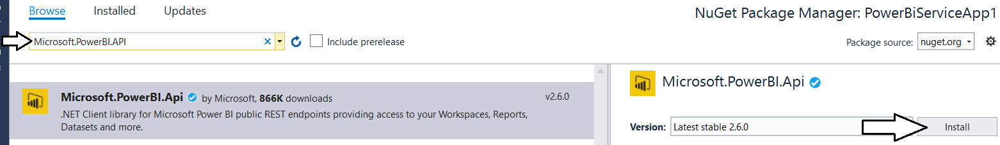 Browse Installed Updates
NuGet Package Manager: PowerBiServiceApp1
Microsoft.PowerBI.API
Include prerelease
Package source: nuget.org
Microsoft.PowerBI.Api by Microsoft, 866K downloads
v2.6.0
.NET Client library for Microsoft Power BI public REST endpoints providing access to your Workspaces, Reports,
Datasets and more.
Microsoft.PowerBI.Api
Version: Latest stable 2.6.0
Install